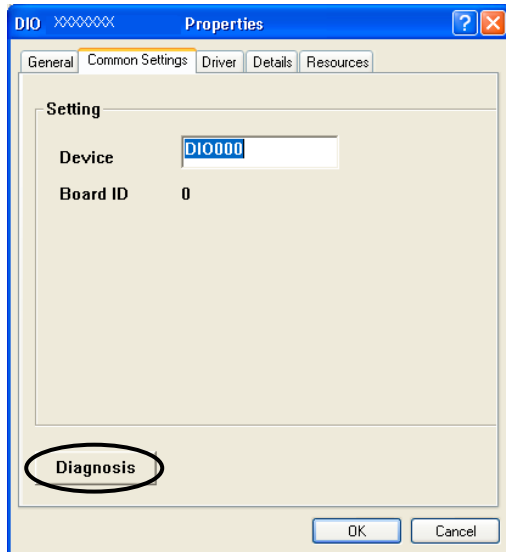 DIO XXXXXXX Properties
General Common Settings Driver Details Resources
Setting
Device DIO000
Board ID 0
Diagnosis
OK Cancel